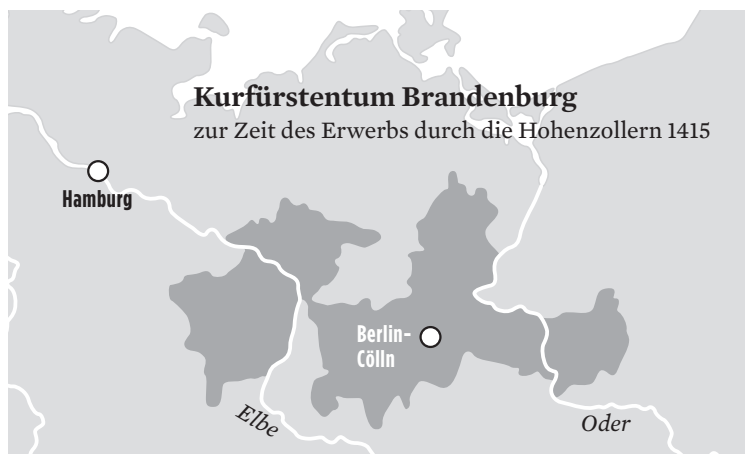 Kurfürstentum Brandenburg
zur Zeit des Erwerbs durch die Hohenzollern 1415
Hamburg
Berlin-
Cölln
Elbe
Oder